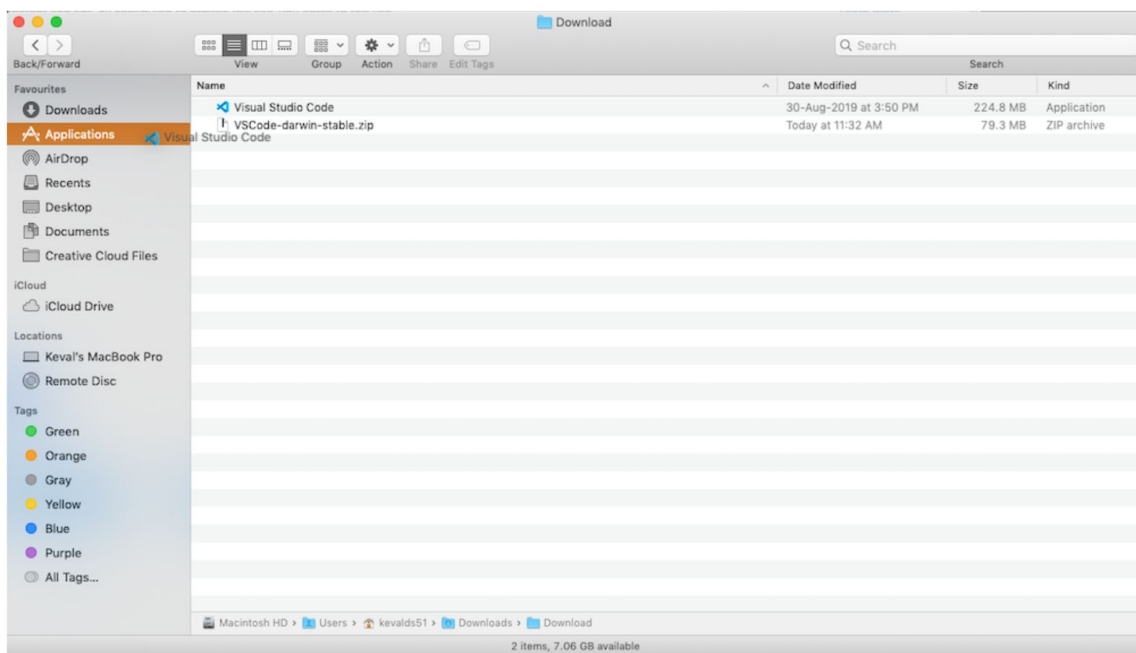 Download
Search
Back/Forward View Group Action Share Edit Tags Search
Favourites
Downloads
Applications
AirDrop
Recents
Desktop
Documents
Creative Cloud Files
iCloud
iCloud Drive
Locations
Keval's MacBook Pro
Remote Disc
Tags
Green
Orange
Gray
Yellow
Blue
Purple
All Tags...
Name Date Modified Size Kind
Visual Studio Code 30-Aug-2019 at 3:50 PM 224.8 MB Application
VSCode-darwin-stable.zip Today at 11:32 AM 79.3 MB ZIP archive
Visual Studio Code
Macintosh HD › Users › kevalds51 › Downloads › Download
2 items, 7.06 GB available